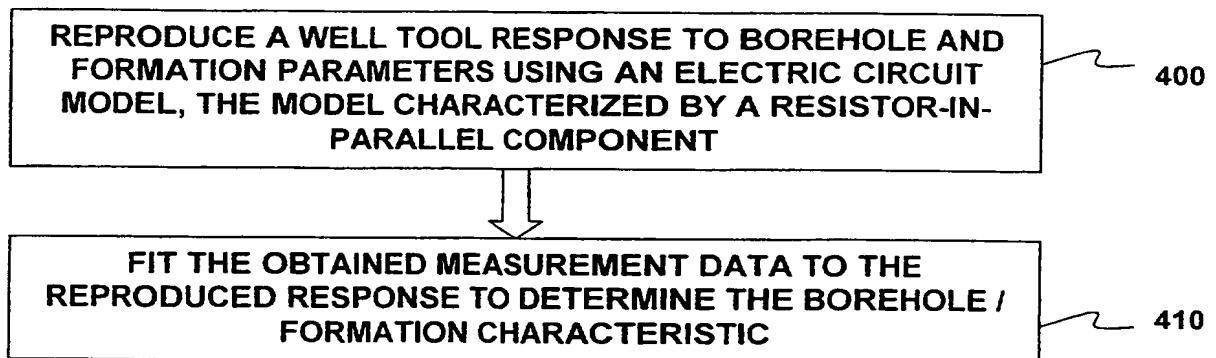 REPRODUCE A WELL TOOL RESPONSE TO BOREHOLE AND
FORMATION PARAMETERS USING AN ELECTRIC CIRCUIT
MODEL, THE MODEL CHARACTERIZED BY A RESISTOR-IN-
PARALLEL COMPONENT
400
FIT THE OBTAINED MEASUREMENT DATA TO THE
REPRODUCED RESPONSE TO DETERMINE THE BOREHOLE /
FORMATION CHARACTERISTIC
410